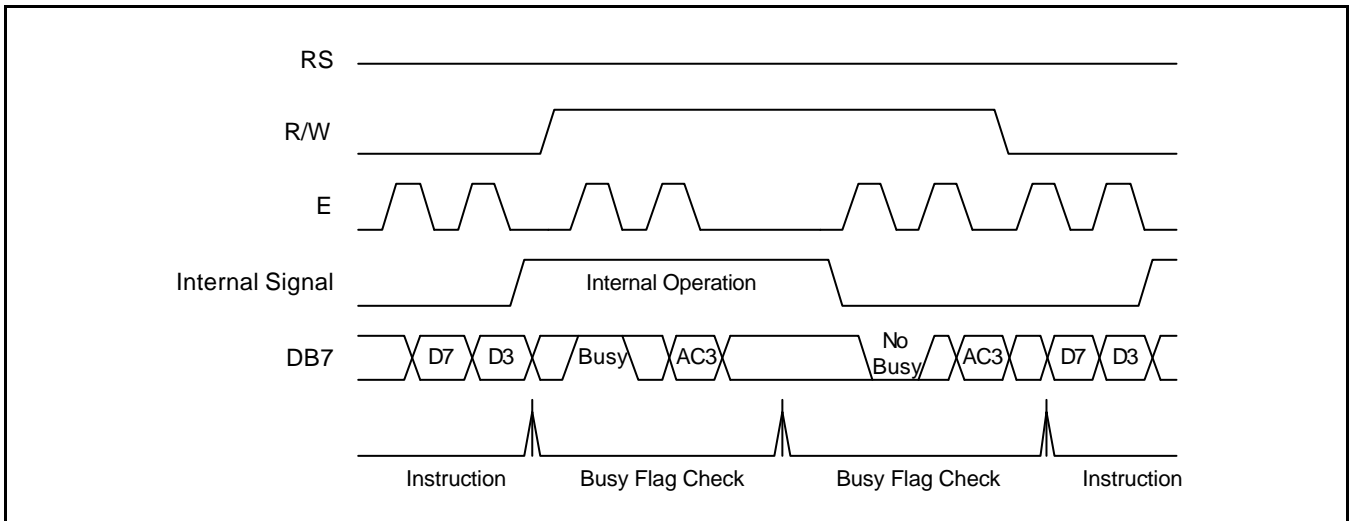 RS
R/W
E
Internal Signal
Internal Operation
DB7
D7 D3 Busy AC3 No Busy AC3 D7 D3
Instruction Busy Flag Check Busy Flag Check Instruction